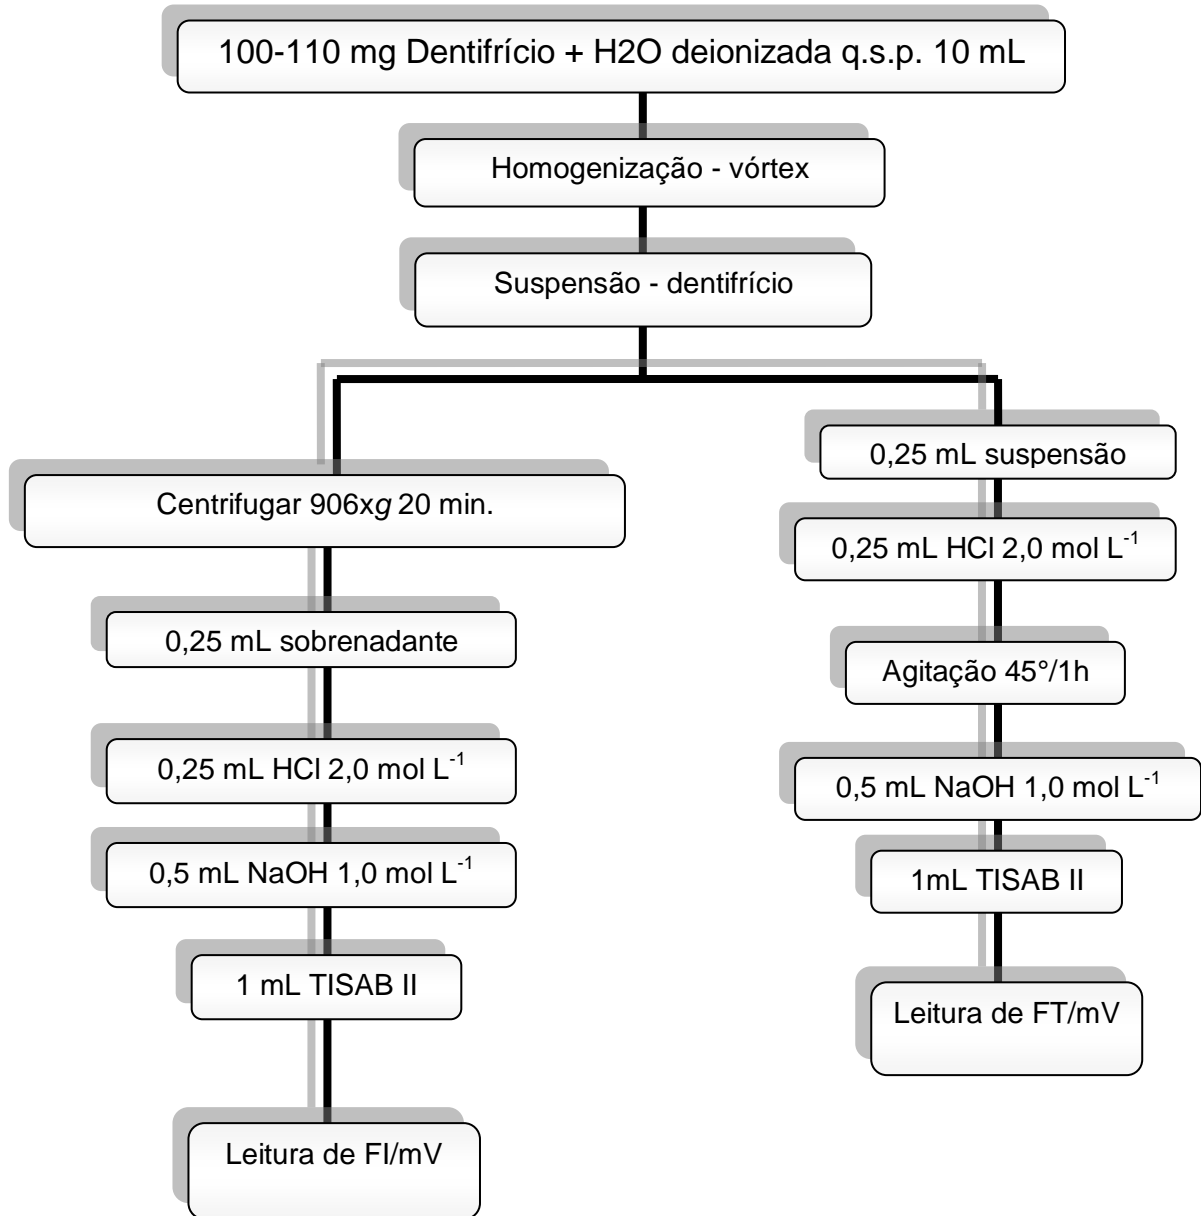 100-110 mg Dentifrício + H2O deionizada q.s.p. 10 mL
Homogenização - vórtex
Suspensão - dentifrício
Centrifugar 906xg 20 min.
0,25 mL sobrenadante
0,25 mL HCl 2,0 mol L⁻¹
0,5 mL NaOH 1,0 mol L⁻¹
1 mL TISAB II
Leitura de FI/mV
0,25 mL suspensão
0,25 mL HCl 2,0 mol L⁻¹
Agitação 45°/1h
0,5 mL NaOH 1,0 mol L⁻¹
1mL TISAB II
Leitura de FT/mV